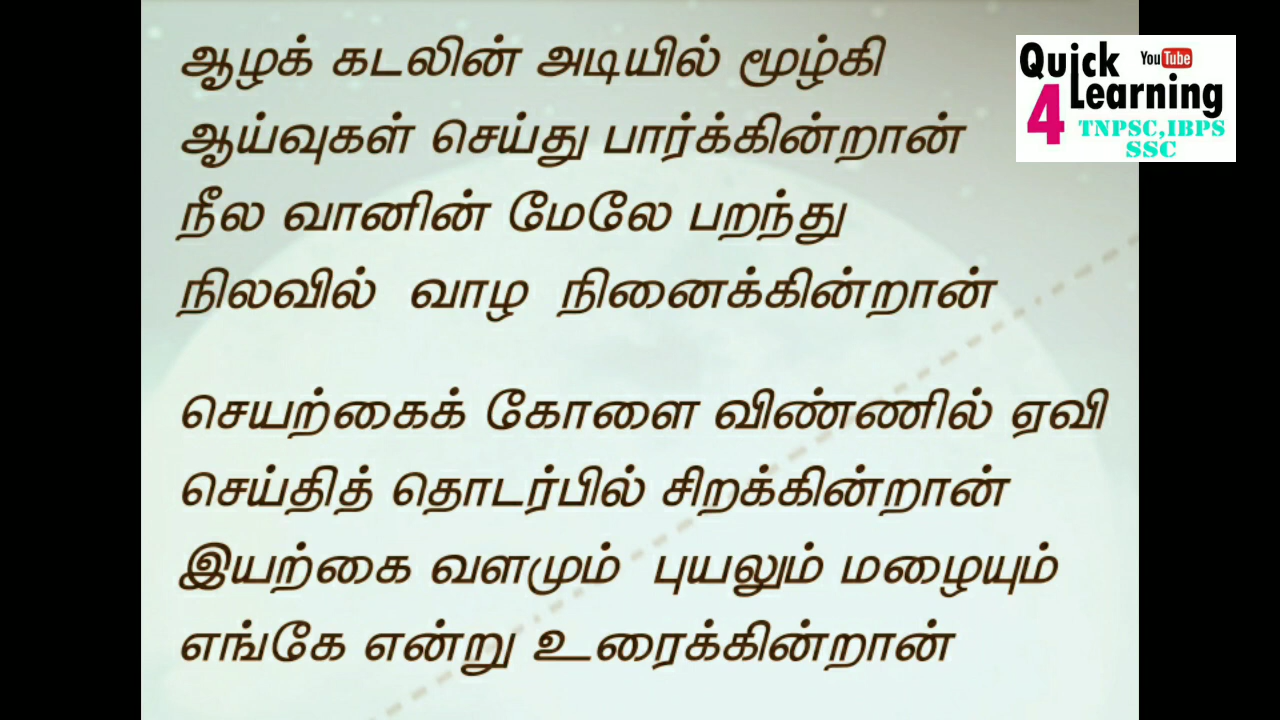 ஆழக் கடலின் அடியில் மூழ்கி
ஆய்வுகள் செய்து பார்க்கின்றான்
நீல வானின் மேலே பறந்து
நிலவில் வாழ நினைக்கின்றான்
செயற்கைக் கோளை விண்ணில் ஏவி
செய்தித் தொடர்பில் சிறக்கின்றான்
இயற்கை வளமும் புயலும் மழையும்
எங்கே என்று உரைக்கின்றான்
Quick YouTube
4 Learning
TNPSC,IBPS
SSC